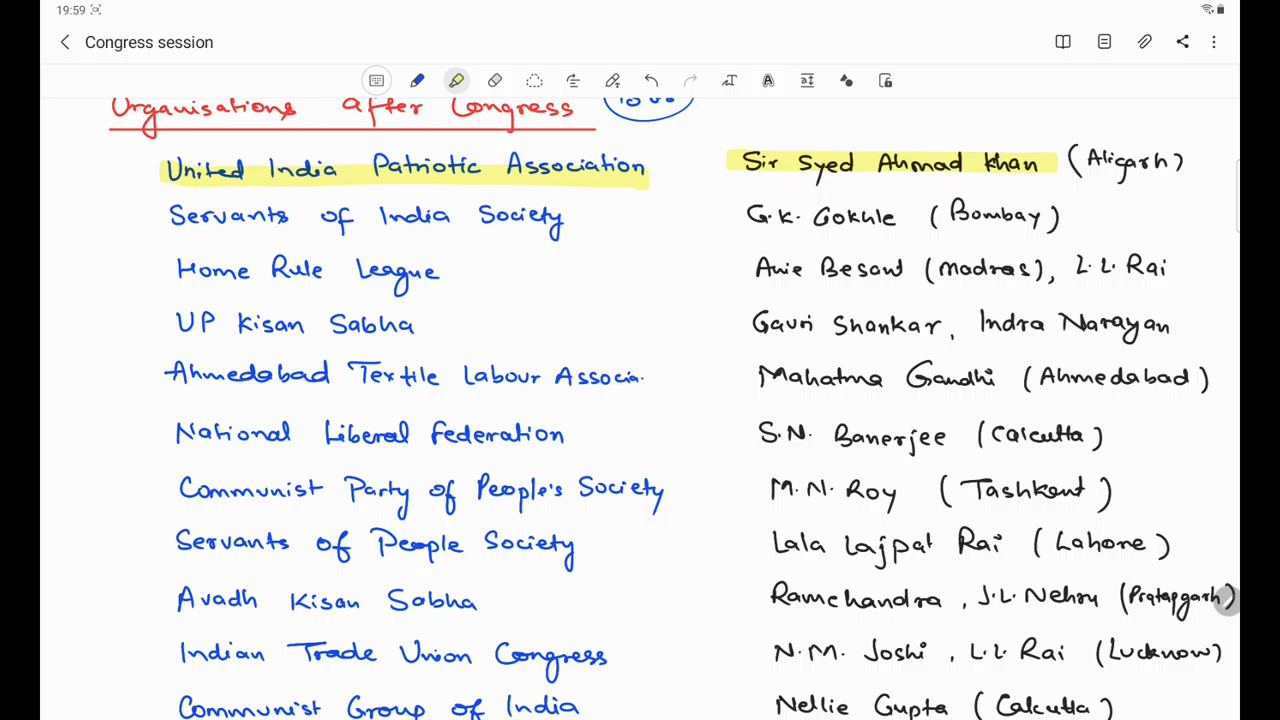 19:59
Congress session
Organisations After Congress
United India Patriotic Association Sir Syed Ahmad Khan (Aligarh)
Servants of India Society G.K. Gokhle (Bombay)
Home Rule League Anie Besant (Madras), L.L. Rai
UP Kisan Sabha Gauri Shankar, Indra Narayan
Ahmedabad Textile Labour Associa. Mahatma Gandhi (Ahmedabad)
National Liberal Federation S.N. Banerjee (Calcutta)
Communist Party of People's Society M.N. Roy (Tashkent)
Servants of People Society Lala Lajpat Rai (Lahore)
Avadh Kisan Sabha Ramchandra, J.L. Nehru (Pratapgarh)
Indian Trade Union Congress N.M. Joshi, L.L. Rai (Lucknow)
Communist Group of India Nellie Gupta (Calcutta)